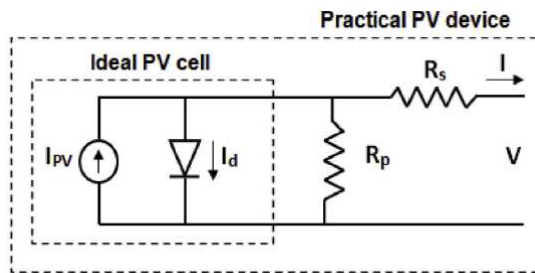 Practical PV device
Ideal PV cell
Rs
I
IPV
Id
Rp
V